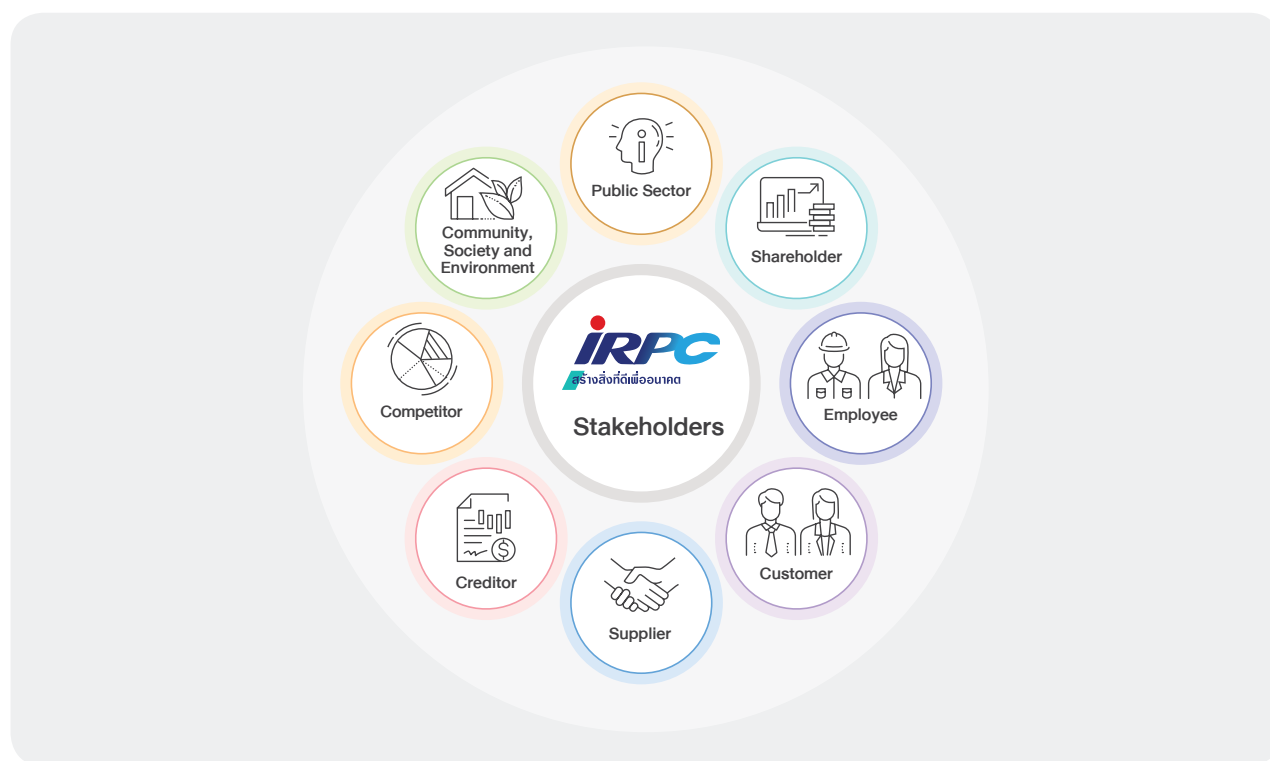 Public Sector
Shareholder
Employee
Customer
Supplier
Creditor
Competitor
Community,
Society and
Environment
iRPC
สร้างสิ่งที่ดีเพื่ออนาคต
Stakeholders